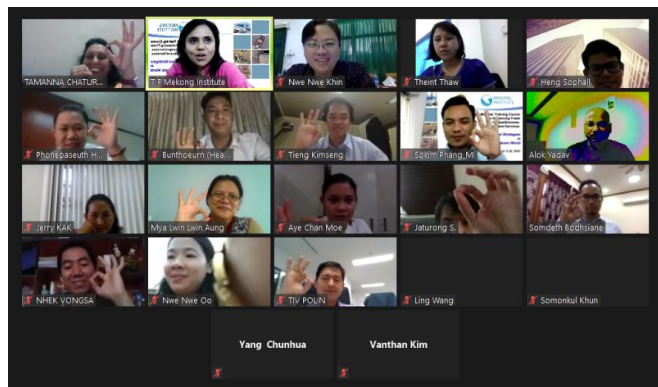 TAMANNA CHATUR...
TIF Mekong Institute
Nwe Nwe Khin
Theint Thaw
Heng Sophall
Phonepaseuth H...
Bunthoeurn (Hea...
Tieng Kimseng
MEKONG
INSTITUTE
Sokim Phang_M
Alok Yadav
Jerry KAK
Mya Lwin Lwin Aung
Aye Chan Moe
Jaturong S.
Somdeth Bodhsiane
NHEK VONGSA
Nwe Nwe Oo
TIV POLIN
Ling Wang
Somonkul Khun
Yang Chunhua
Vanthan Kim